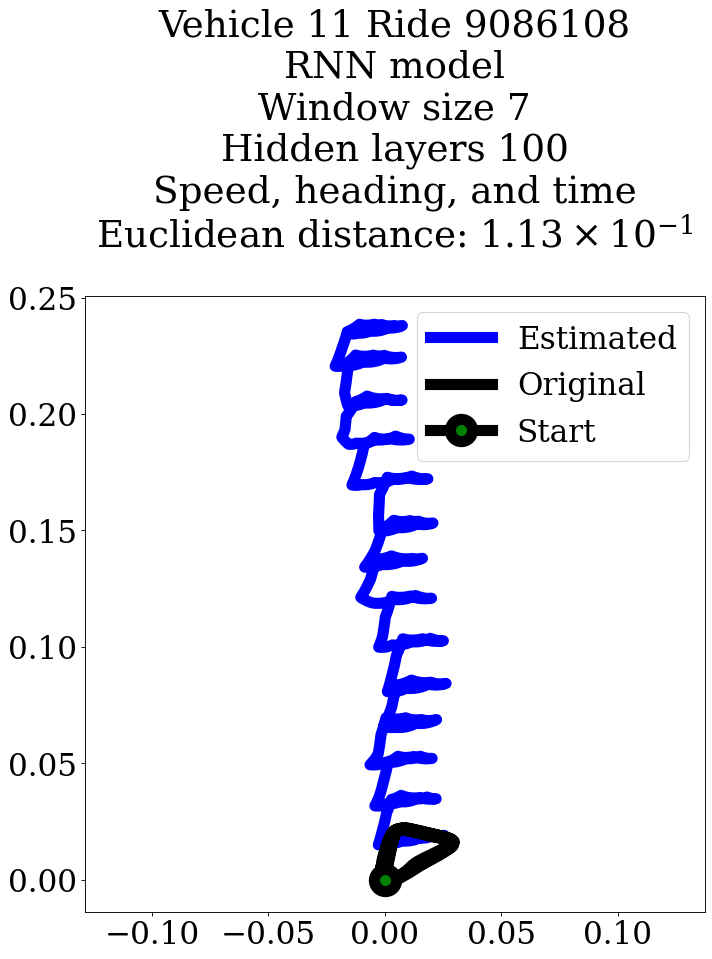 Vehicle 11 Ride 9086108
RNN model
Window size 7
Hidden layers 100
Speed, heading, and time
Euclidean distance: 1.13 × 10⁻¹
Estimated
Original
Start
0.25
0.20
0.15
0.10
0.05
0.00
−0.10 −0.05 0.00 0.05 0.10